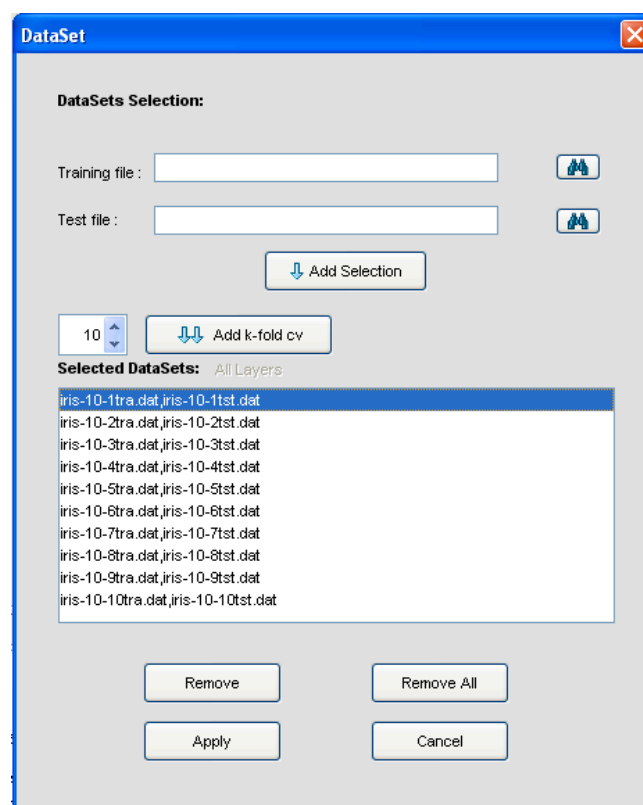 DataSet
DataSets Selection:
Training file :
Test file :
Add Selection
10 Add k-fold cv
Selected DataSets: All Layers
iris-10-1tra.dat,iris-10-1tst.dat
iris-10-2tra.dat,iris-10-2tst.dat
iris-10-3tra.dat,iris-10-3tst.dat
iris-10-4tra.dat,iris-10-4tst.dat
iris-10-5tra.dat,iris-10-5tst.dat
iris-10-6tra.dat,iris-10-6tst.dat
iris-10-7tra.dat,iris-10-7tst.dat
iris-10-8tra.dat,iris-10-8tst.dat
iris-10-9tra.dat,iris-10-9tst.dat
iris-10-10tra.dat,iris-10-10tst.dat
Remove Remove All
Apply Cancel